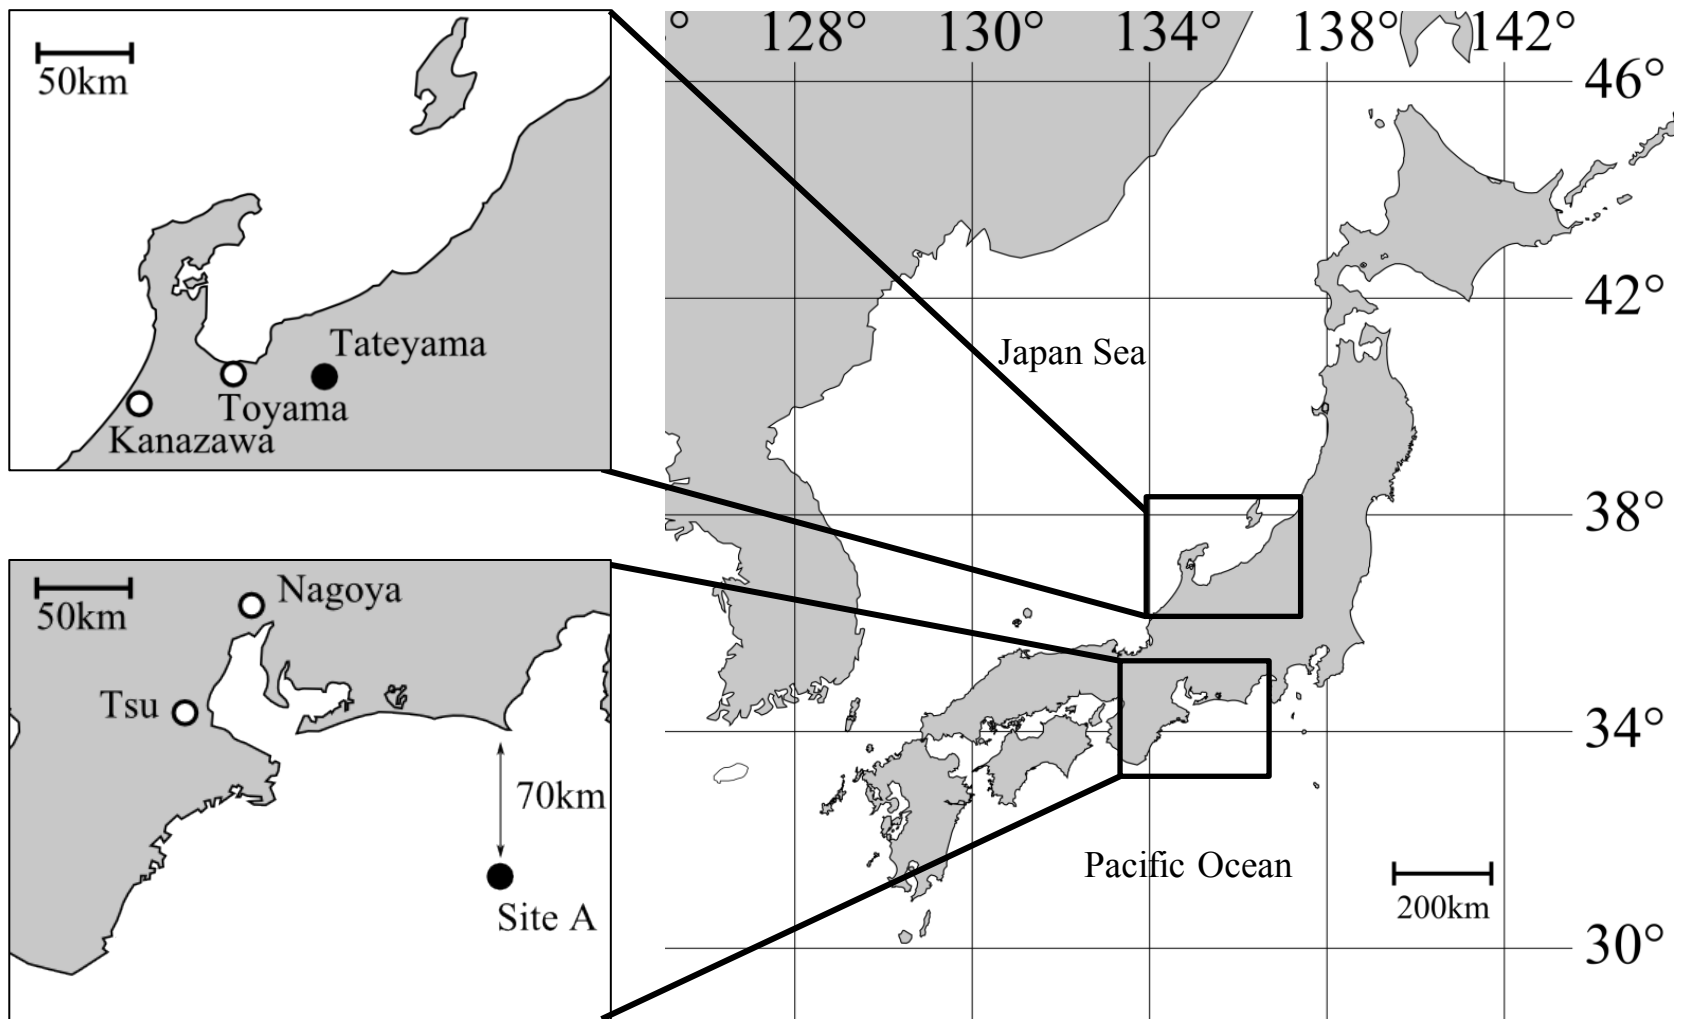 50km
Tateyama
Toyama
Kanazawa
50km
Nagoya
Tsu
70km
Site A
° 128° 130° 134° 138° 142°
46°
42°
Japan Sea
38°
34°
Pacific Ocean
200km
30°